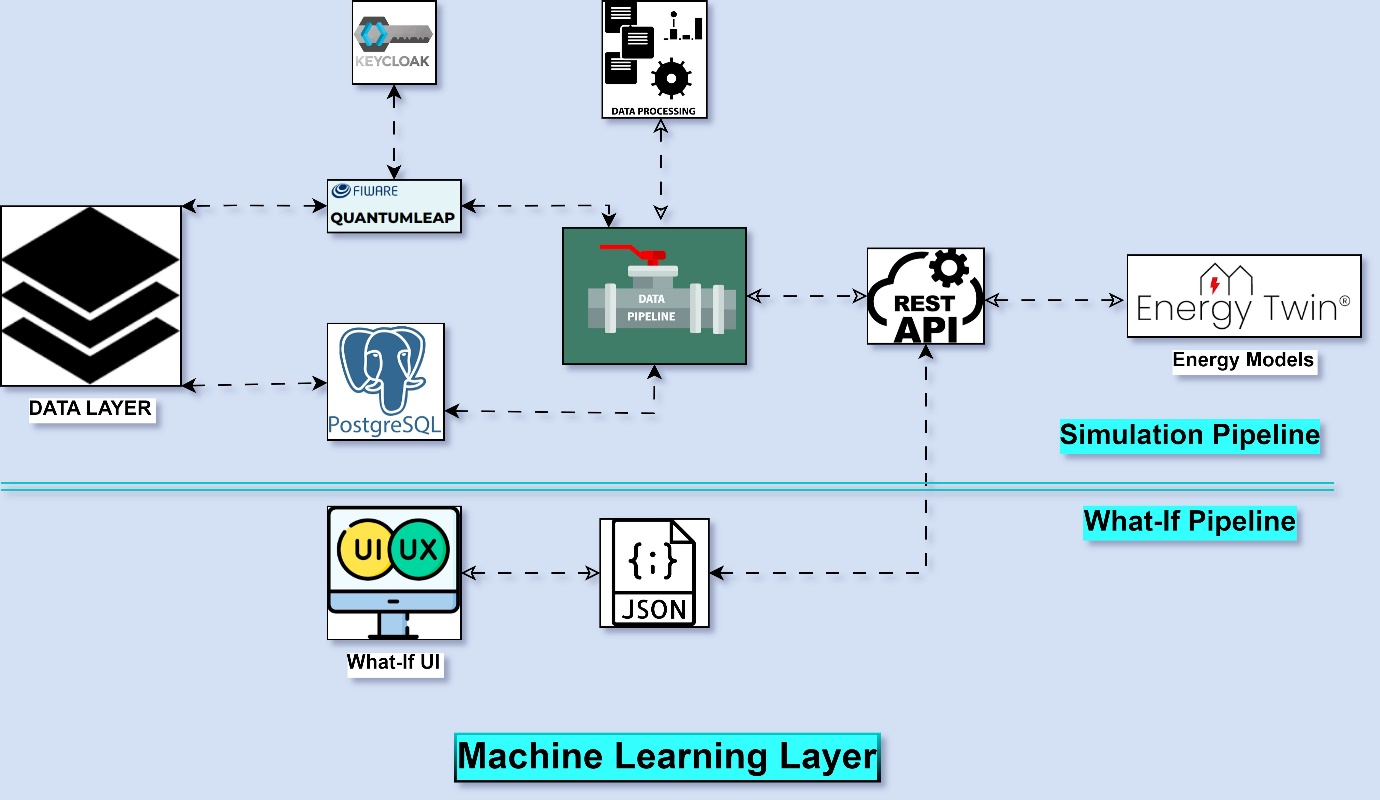 KEYCLOAK
DATA PROCESSING
FIWARE
QUANTUMLEAP
DATA
PIPELINE
REST
API
Energy Twin®
Energy Models
DATA LAYER
PostgreSQL
Simulation Pipeline
What-If Pipeline
UI UX
{;}
JSON
What-If UI
Machine Learning Layer